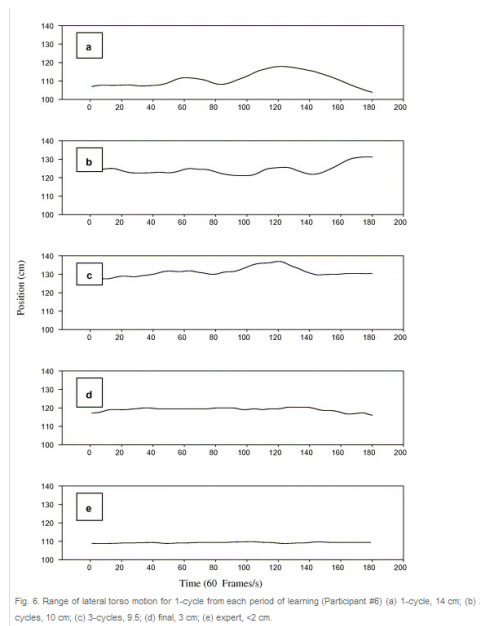 140
130
120
110
100
a
0 20 40 60 80 100 120 140 160 180 200
140
130
120
110
100
b
0 20 40 60 80 100 120 140 160 180 200
Position (cm)
140
130
120
110
100
c
0 20 40 60 80 100 120 140 160 180 200
140
130
120
110
100
d
0 20 40 60 80 100 120 140 160 180 200
140
130
120
110
100
e
0 20 40 60 80 100 120 140 160 180 200
Time (60 Frames/s)
Fig. 6. Range of lateral torso motion for 1-cycle from each period of learning (Participant #6) (a) 1-cycle, 14 cm; (b)
cycles, 10 cm; (c) 3-cycles, 9.5; (d) final, 3 cm; (e) expert, <2 cm.